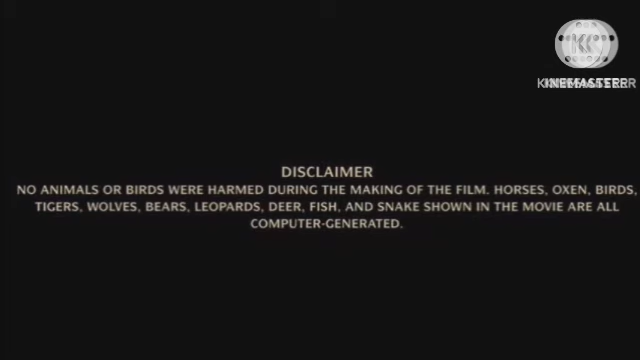 KINEMASTER
DISCLAIMER
NO ANIMALS OR BIRDS WERE HARMED DURING THE MAKING OF THE FILM. HORSES, OXEN, BIRDS,
TIGERS, WOLVES, BEARS, LEOPARDS, DEER, FISH, AND SNAKE SHOWN IN THE MOVIE ARE ALL
COMPUTER-GENERATED.